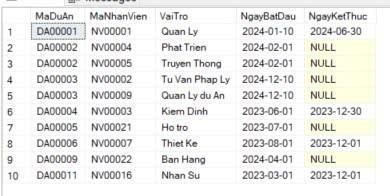 MaDuAn MaNhanVien VaiTro NgayBatDau NgayKetThuc
1 DA00001 NV00001 Quan Ly 2024-01-10 2024-06-30
2 DA00002 NV00004 Phat Trien 2024-02-01 NULL
3 DA00002 NV00005 Truyen Thong 2024-02-01 NULL
4 DA00003 NV00002 Tu Van Phap Ly 2024-12-10 NULL
5 DA00003 NV00009 Quan ly du An 2024-12-10 NULL
6 DA00004 NV00003 Kiem Dinh 2023-06-01 2023-12-30
7 DA00005 NV00021 Ho tro 2023-07-01 NULL
8 DA00006 NV00007 Thiet Ke 2023-08-01 2023-12-01
9 DA00009 NV00022 Ban Hang 2024-04-01 NULL
10 DA00011 NV00016 Nhan Su 2023-03-01 2023-12-01